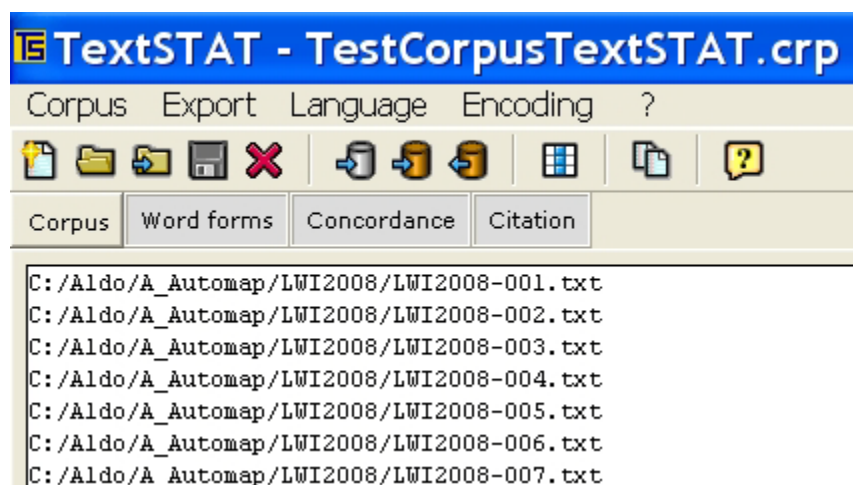 TS TextSTAT - TestCorpusTextSTAT.crp
Corpus Export Language Encoding ?
?
Corpus Word forms Concordance Citation
C:/Aldo/A_Automap/LWI2008/LWI2008-001.txt
C:/Aldo/A_Automap/LWI2008/LWI2008-002.txt
C:/Aldo/A_Automap/LWI2008/LWI2008-003.txt
C:/Aldo/A_Automap/LWI2008/LWI2008-004.txt
C:/Aldo/A_Automap/LWI2008/LWI2008-005.txt
C:/Aldo/A_Automap/LWI2008/LWI2008-006.txt
C:/Aldo/A_Automap/LWI2008/LWI2008-007.txt